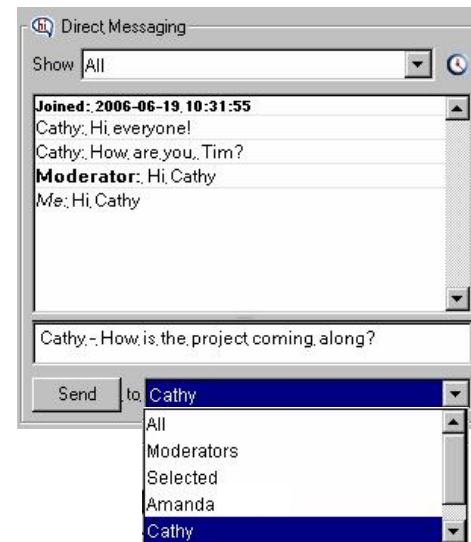 hi Direct Messaging
Show All
Joined: 2006-06-19, 10:31:55
Cathy: Hi everyone!
Cathy: How are you, Tim?
Moderator: Hi Cathy
Me: Hi Cathy
Cathy - How is the project coming along?
Send to Cathy
All
Moderators
Selected
Amanda
Cathy